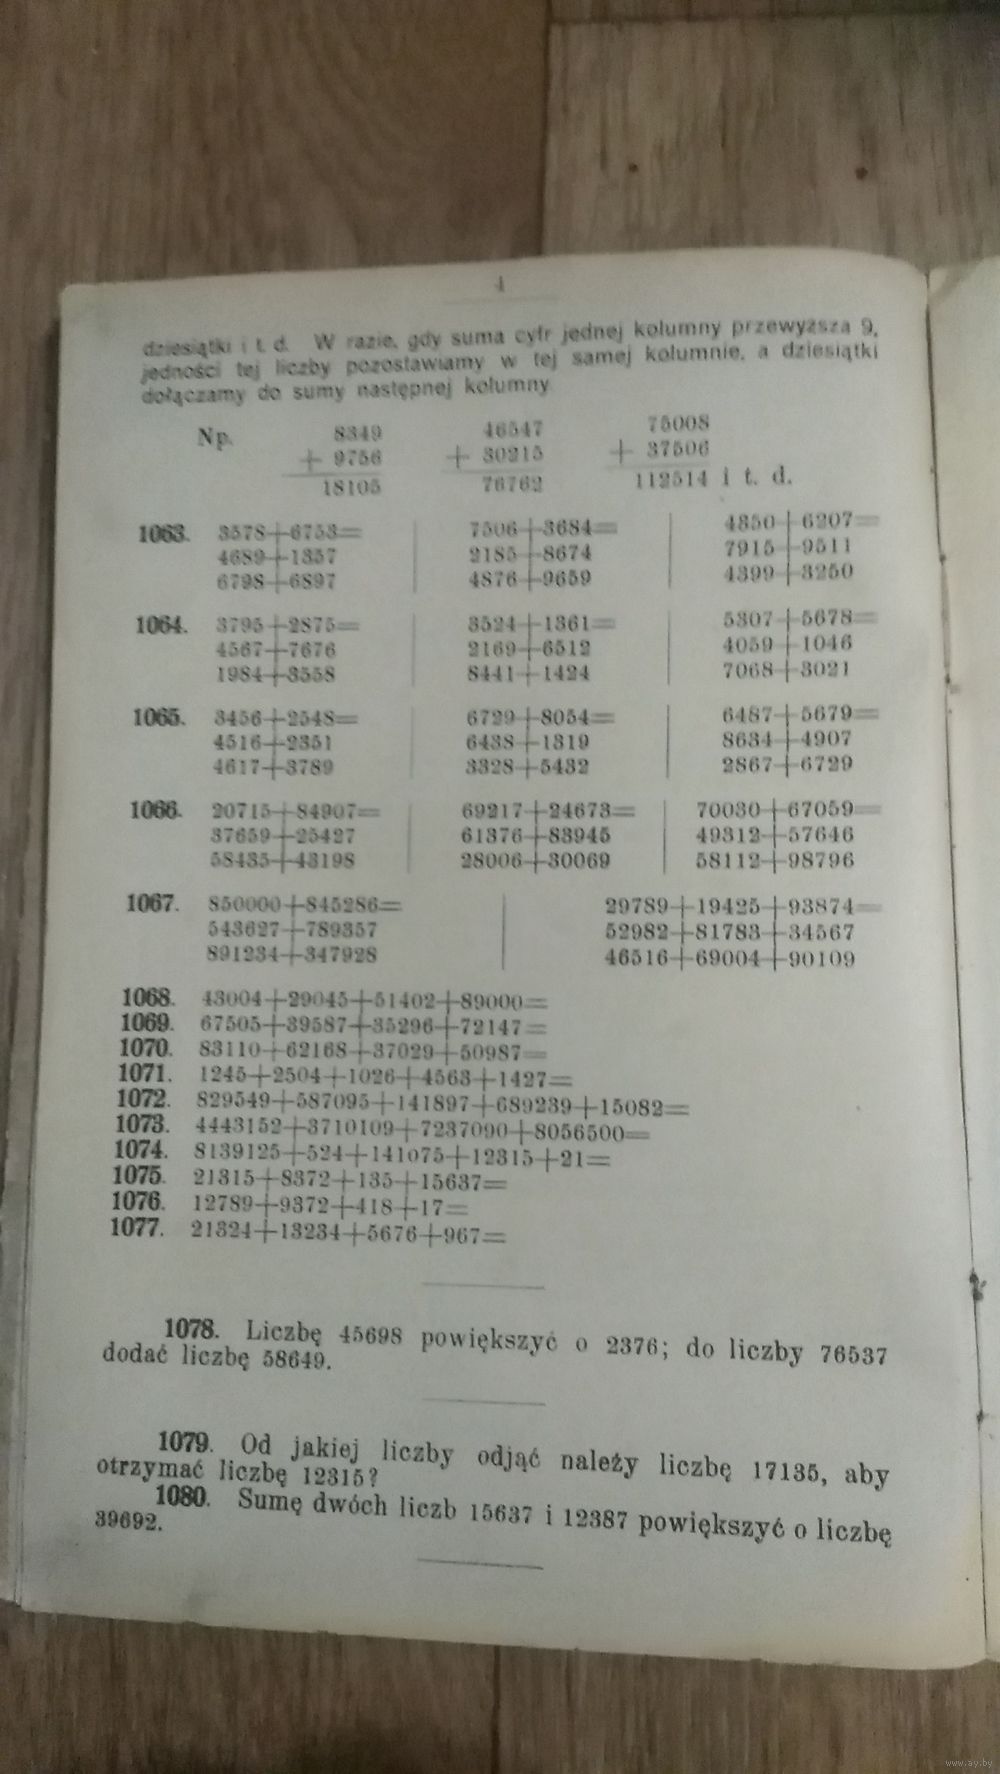 4
dziesiątki i t. d. W razie, gdy suma cyfr jednej kolumny przewyższa 9,
jedności tej liczby pozostawiamy w tej samej kolumnie, a dziesiątki
dołączamy do sumy następnej kolumny.
Np. 8349 46547 75008
+ 9756 + 30215 + 37506
18105 76762 112514 i t. d.
1063. 3578+6753= 7506+3684= 4850+6207=
4689+1357 2185+8674 7915+9511
6798+6897 4876+9659 4399+3250
1064. 3795+2875= 3524+1361= 5307+5678=
4567+7676 2169+6512 4059+1046
1984+3558 8441+1424 7068+3021
1065. 3456+2548= 6729+8054= 6487+5679=
4516+2351 6438+1319 8634+4907
4617+3789 3328+5432 2867+6729
1066. 20715+84907= 69217+24673= 70030+67059=
37659+25427 61376+83945 49312+57646
58435+43198 28006+30069 58112+98796
1067. 850000+845286= 29789+19425+93874=
543627+789357 52982+81783+34567
891234+347928 46516+69004+90109
1068. 43004+29045+51402+89000=
1069. 67505+39587+35296+72147=
1070. 83110+62168+37029+50987=
1071. 1245+2504+1026+4563+1427=
1072. 829549+587095+141897+689239+15082=
1073. 4443152+3710109+7237090+8056500=
1074. 8139125+524+141075+12315+21=
1075. 21315+8372+135+15637=
1076. 12789+9372+418+17=
1077. 21324+13234+5676+967=
1078. Liczbę 45698 powiększyć o 2376; do liczby 76537
dodać liczbę 58649.
1079. Od jakiej liczby odjąć należy liczbę 17135, aby
otrzymać liczbę 12315?
1080. Sumę dwóch liczb 15637 i 12387 powiększyć o liczbę
39692.
www.ay.by